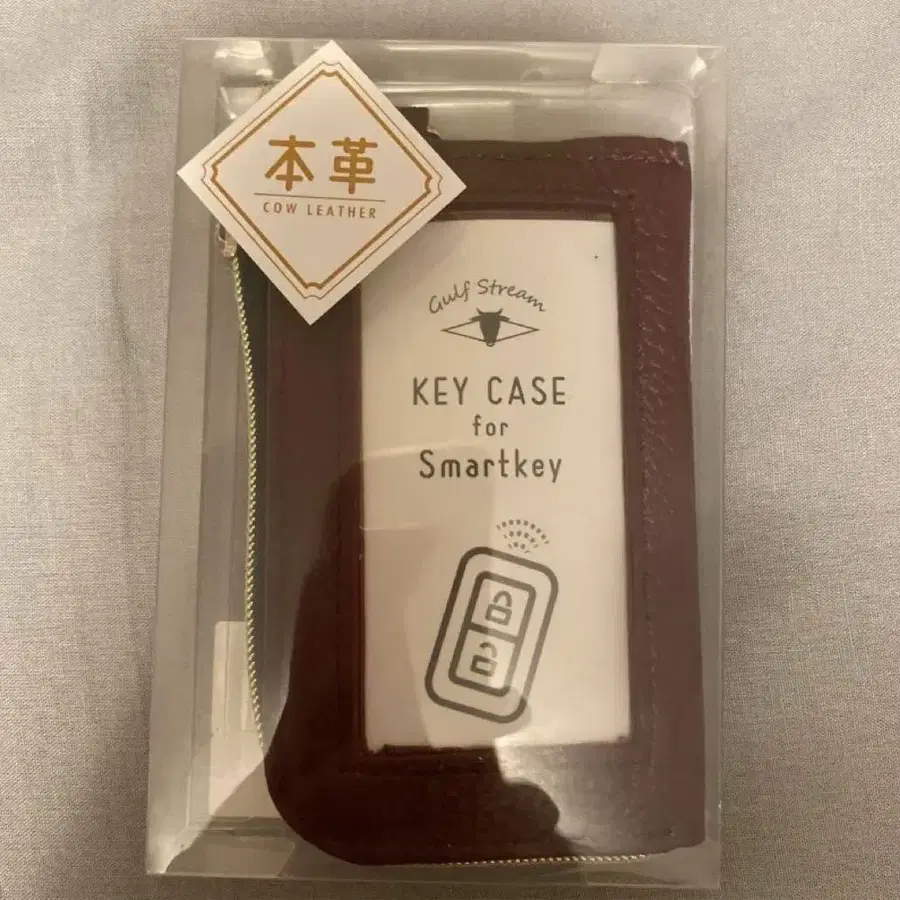 本革
COW LEATHER
Gulf Stream
KEY CASE
for
Smartkey